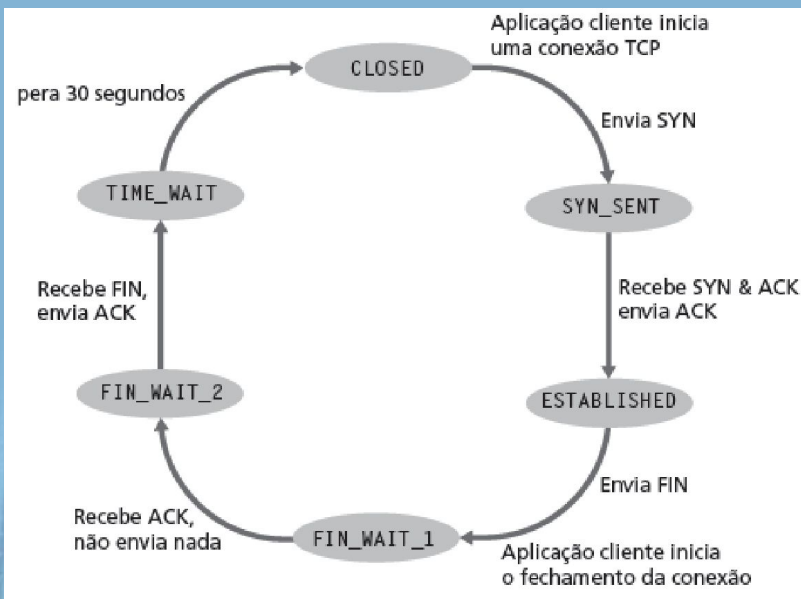 Aplicação cliente inicia
uma conexão TCP
CLOSED
pera 30 segundos
Envia SYN
TIME_WAIT
SYN_SENT
Recebe FIN,
envia ACK
Recebe SYN & ACK
envia ACK
FIN_WAIT_2
ESTABLISHED
Envia FIN
Recebe ACK,
não envia nada
FIN_WAIT_1
Aplicação cliente inicia
o fechamento da conexão